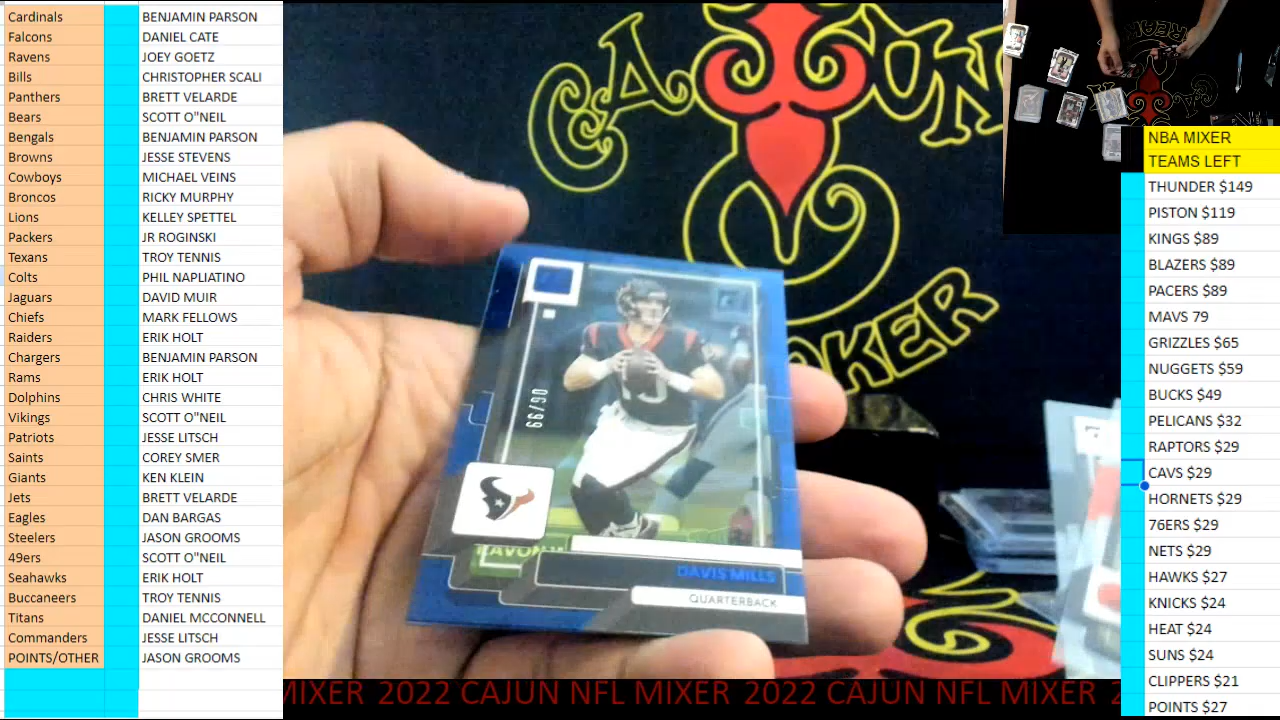 Cardinals BENJAMIN PARSON
Falcons DANIEL CATE
Ravens JOEY GOETZ
Bills CHRISTOPHER SCALI
Panthers BRETT VELARDE
Bears SCOTT O"NEIL
Bengals BENJAMIN PARSON
Browns JESSE STEVENS
Cowboys MICHAEL VEINS
Broncos RICKY MURPHY
Lions KELLEY SPETTEL
Packers JR ROGINSKI
Texans TROY TENNIS
Colts PHIL NAPLIATINO
Jaguars DAVID MUIR
Chiefs MARK FELLOWS
Raiders ERIK HOLT
Chargers BENJAMIN PARSON
Rams ERIK HOLT
Dolphins CHRIS WHITE
Vikings SCOTT O"NEIL
Patriots JESSE LITSCH
Saints COREY SMER
Giants KEN KLEIN
Jets BRETT VELARDE
Eagles DAN BARGAS
Steelers JASON GROOMS
49ers SCOTT O"NEIL
Seahawks ERIK HOLT
Buccaneers TROY TENNIS
Titans DANIEL MCCONNELL
Commanders JESSE LITSCH
POINTS/OTHER JASON GROOMS
CAJUN
OKER
66/90
DAVIS MILLS
QUARTERBACK
MIXER 2022 CAJUN NFL MIXER 2022 CAJUN NFL MIXER 2
NBA MIXER
TEAMS LEFT
THUNDER $149
PISTON $119
KINGS $89
BLAZERS $89
PACERS $89
MAVS 79
GRIZZLES $65
NUGGETS $59
BUCKS $49
PELICANS $32
RAPTORS $29
CAVS $29
HORNETS $29
76ERS $29
NETS $29
HAWKS $27
KNICKS $24
HEAT $24
SUNS $24
CLIPPERS $21
POINTS $27